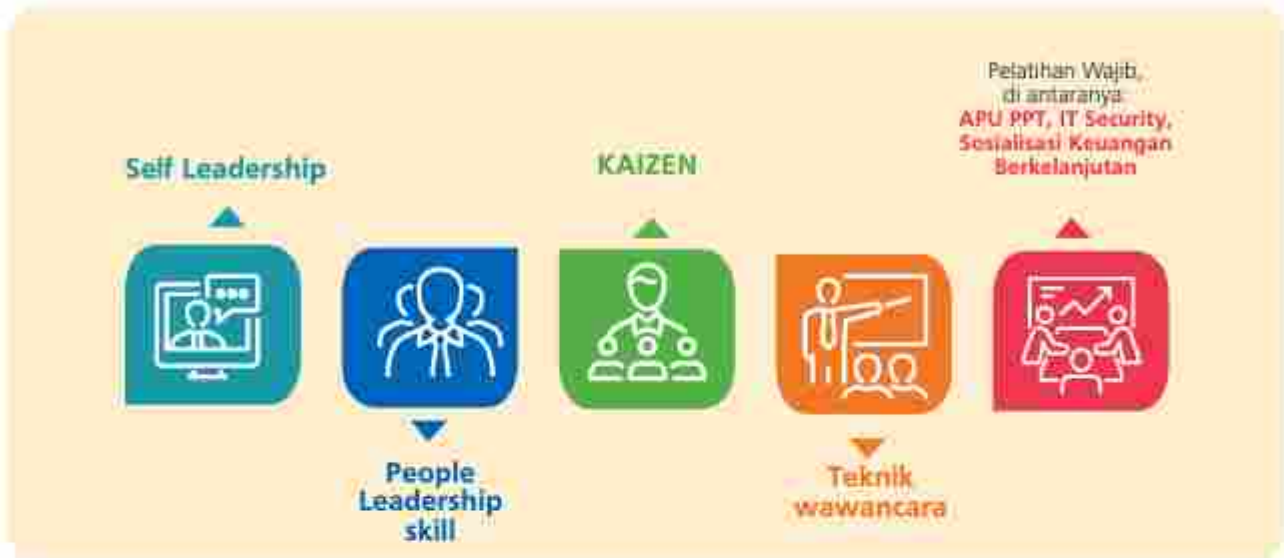 Self Leadership
People
Leadership
skill
KAIZEN
Teknik
wawancara
Pelatihan Wajib,
di antaranya
APU PPT, IT Security,
Sosialisasi Keuangan
Berkelanjutan